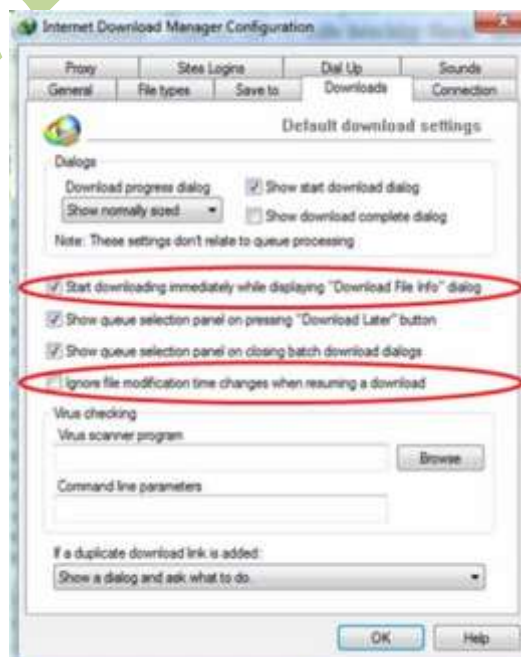 Internet Download Manager Configuration
Proxy Sites Logins Dial Up Sounds
General File types Save to Downloads Connection
Default download settings
Dialogs
Download progress dialog
Show normally sized
Show start download dialog
Show download complete dialog
Note: These settings don't relate to queue processing
Start downloading immediately while displaying "Download File Info" dialog
Show queue selection panel on pressing "Download Later" button
Show queue selection panel on closing batch download dialogs
Ignore file modification time changes when resuming a download
Virus checking
Virus scanner program
Browse
Command line parameters
If a duplicate download link is added:
Show a dialog and ask what to do.
OK Help